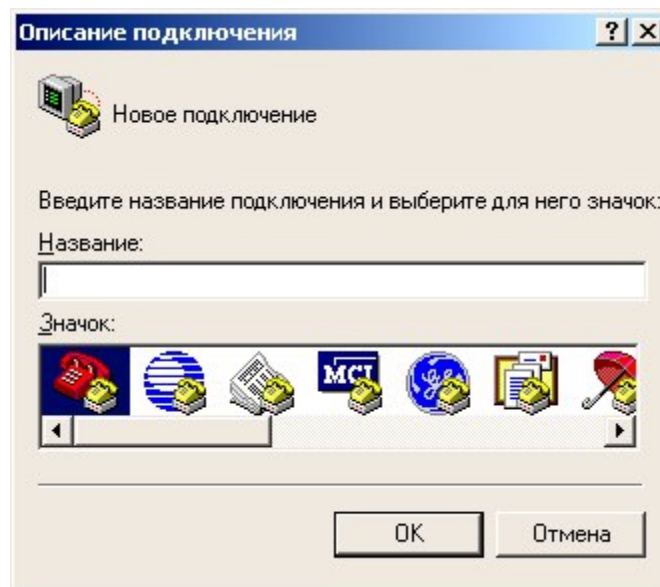 Описание подключения
Новое подключение
Введите название подключения и выберите для него значок:
Название:
Значок:
MCI
OK
Отмена